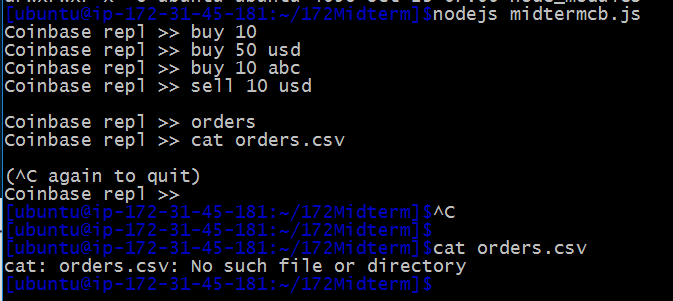 [ubuntu@ip-172-31-45-181:~/172Midterm]$nodejs midtermcb.js
Coinbase repl >> buy 10
Coinbase repl >> buy 50 usd
Coinbase repl >> buy 10 abc
Coinbase repl >> sell 10 usd
Coinbase repl >> orders
Coinbase repl >> cat orders.csv
(^C again to quit)
Coinbase repl >>
[ubuntu@ip-172-31-45-181:~/172Midterm]$^C
[ubuntu@ip-172-31-45-181:~/172Midterm]$
[ubuntu@ip-172-31-45-181:~/172Midterm]$cat orders.csv
cat: orders.csv: No such file or directory
[ubuntu@ip-172-31-45-181:~/172Midterm]$